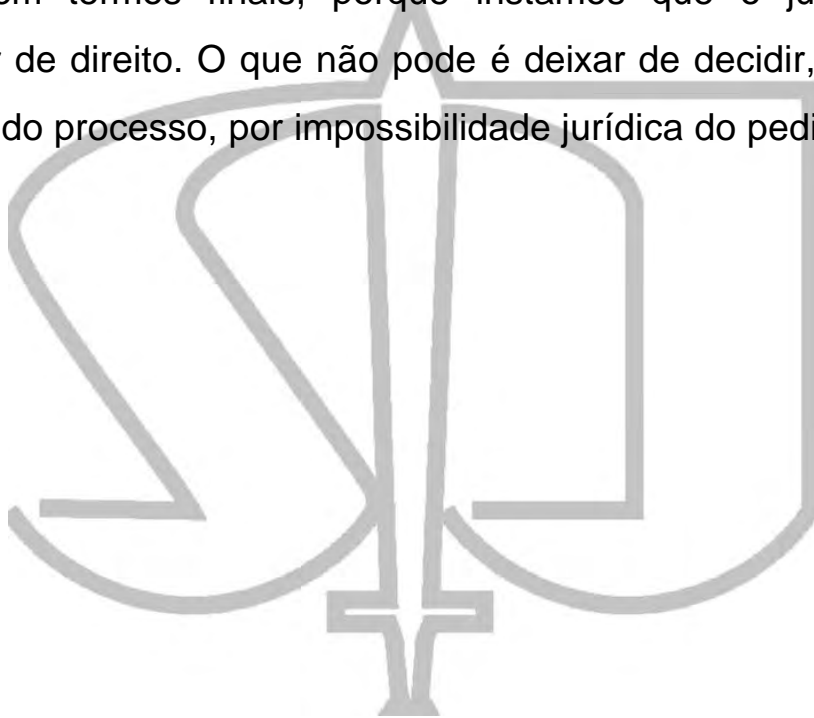 em termos finais, porque instamos que o ju
r de direito. O que não pode é deixar de decidir,
do processo, por impossibilidade jurídica do pedi